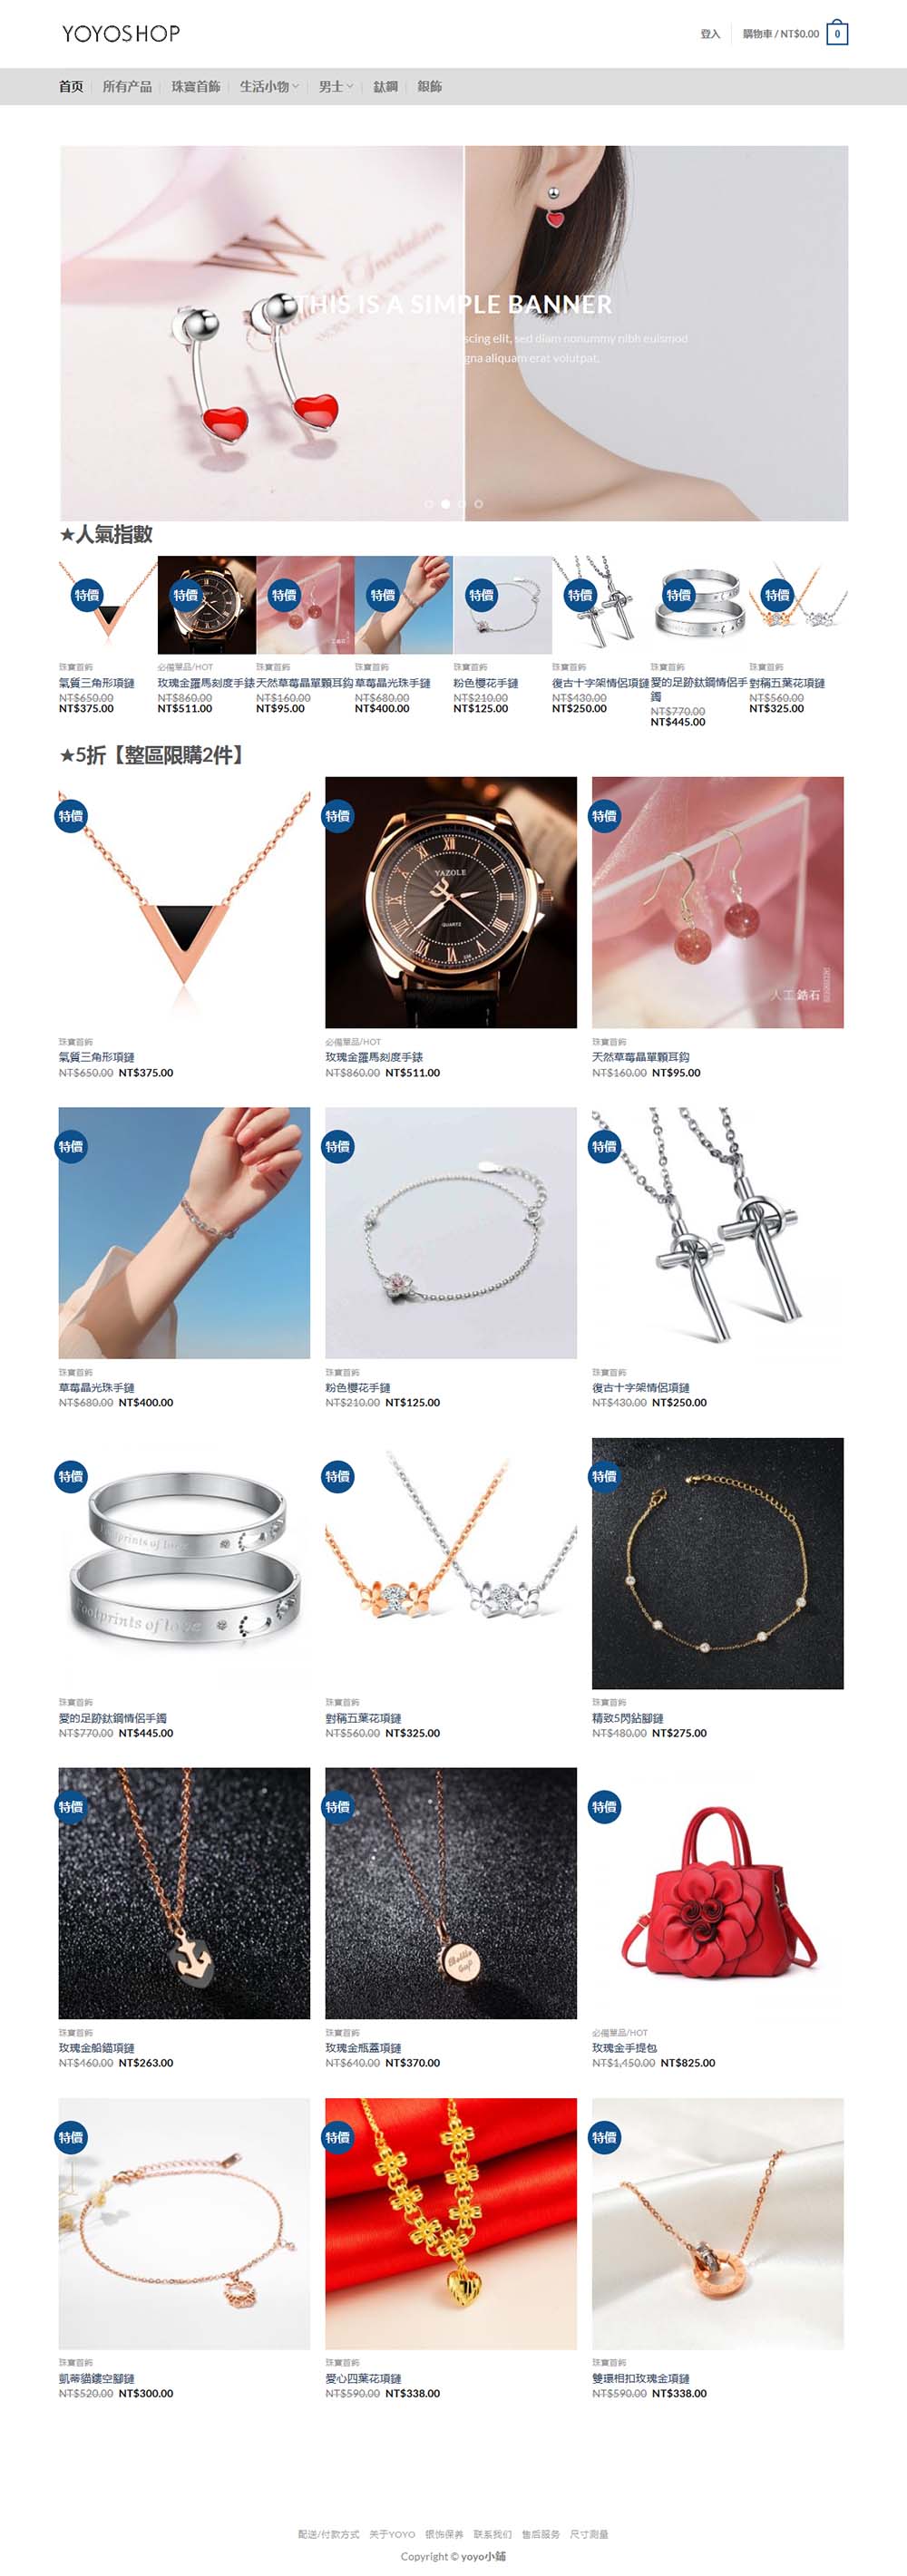 YOYOSHOP
登入
購物車 / NT$0.00
0
首页
所有产品
珠寶首飾
生活小物
男士
鈦鋼
銀飾
THIS IS A SIMPLE BANNER
scing elit, sed diam nonummy nibh euismod
gna aliquam erat volutpat.
★人氣指數
特價 特價 特價 特價 特價 特價 特價 特價
珠寶首飾
氣質三角形項鏈
NT$650.00
NT$375.00
必備單品/HOT
玫瑰金羅馬刻度手錶
NT$860.00
NT$511.00
珠寶首飾
天然草莓晶單顆耳鈎
NT$160.00
NT$95.00
珠寶首飾
草莓晶光珠手鏈
NT$680.00
NT$400.00
珠寶首飾
粉色櫻花手鏈
NT$210.00
NT$125.00
珠寶首飾
復古十字架情侶項鏈
NT$430.00
NT$250.00
珠寶首飾
愛的足跡鈦鋼情侶手
鐲
NT$770.00
NT$445.00
珠寶首飾
對稱五葉花項鏈
NT$560.00
NT$325.00
★5折【整區限購2件】
特價
珠寶首飾
氣質三角形項鏈
NT$650.00 NT$375.00
特價
YAZOLE
QUARTZ
必備單品/HOT
玫瑰金羅馬刻度手錶
NT$860.00 NT$511.00
特價
人工鋯石
珠寶首飾
天然草莓晶單顆耳鈎
NT$160.00 NT$95.00
特價
珠寶首飾
草莓晶光珠手鏈
NT$680.00 NT$400.00
特價
珠寶首飾
粉色櫻花手鏈
NT$210.00 NT$125.00
特價
珠寶首飾
復古十字架情侶項鏈
NT$430.00 NT$250.00
特價
Footprints of love
珠寶首飾
愛的足跡鈦鋼情侶手鐲
NT$770.00 NT$445.00
特價
珠寶首飾
對稱五葉花項鏈
NT$560.00 NT$325.00
特價
珠寶首飾
精致5閃鉆腳鏈
NT$480.00 NT$275.00
特價
珠寶首飾
玫瑰金船錨項鏈
NT$460.00 NT$263.00
特價
珠寶首飾
玫瑰金瓶蓋項鏈
NT$640.00 NT$370.00
特價
必備單品/HOT
玫瑰金手提包
NT$1,450.00 NT$825.00
特價
珠寶首飾
凱蒂貓鏤空腳鏈
NT$520.00 NT$300.00
特價
珠寶首飾
愛心四葉花項鏈
NT$590.00 NT$338.00
特價
珠寶首飾
雙環相扣玫瑰金項鏈
NT$590.00 NT$338.00
配送/付款方式 关于YOYO 银饰保养 联系我们 售后服务 尺寸測量
Copyright © yoyo小鋪